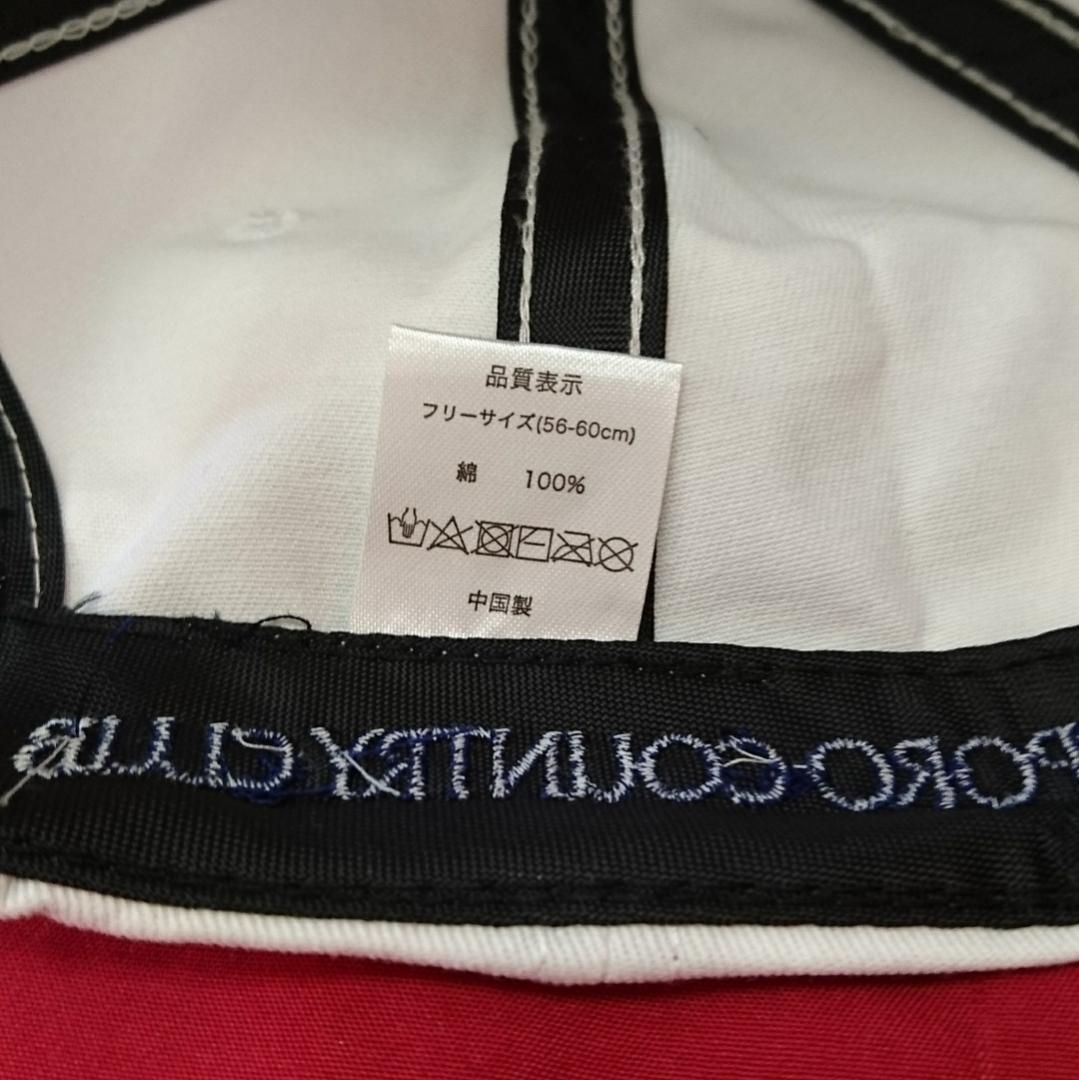 品質表示
フリーサイズ(56-60cm)
綿 100%
中国製
PORO COUNTRY CLUB